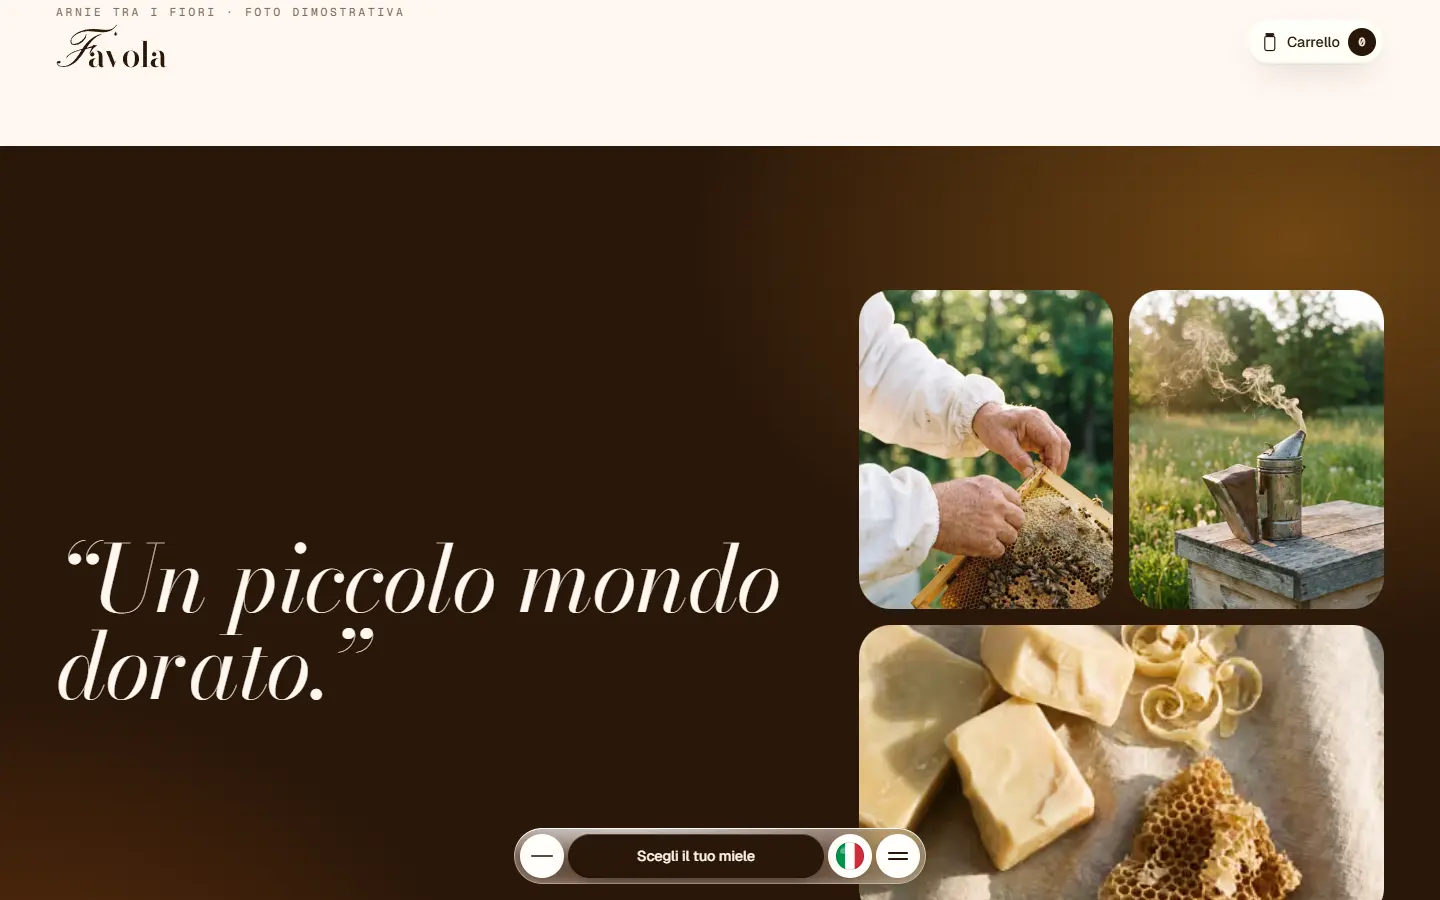 ARNIE TRA I FIORI · FOTO DIMOSTRATIVA
Favola
Carrello 0
“Un piccolo mondo
dorato.”
Scegli il tuo miele